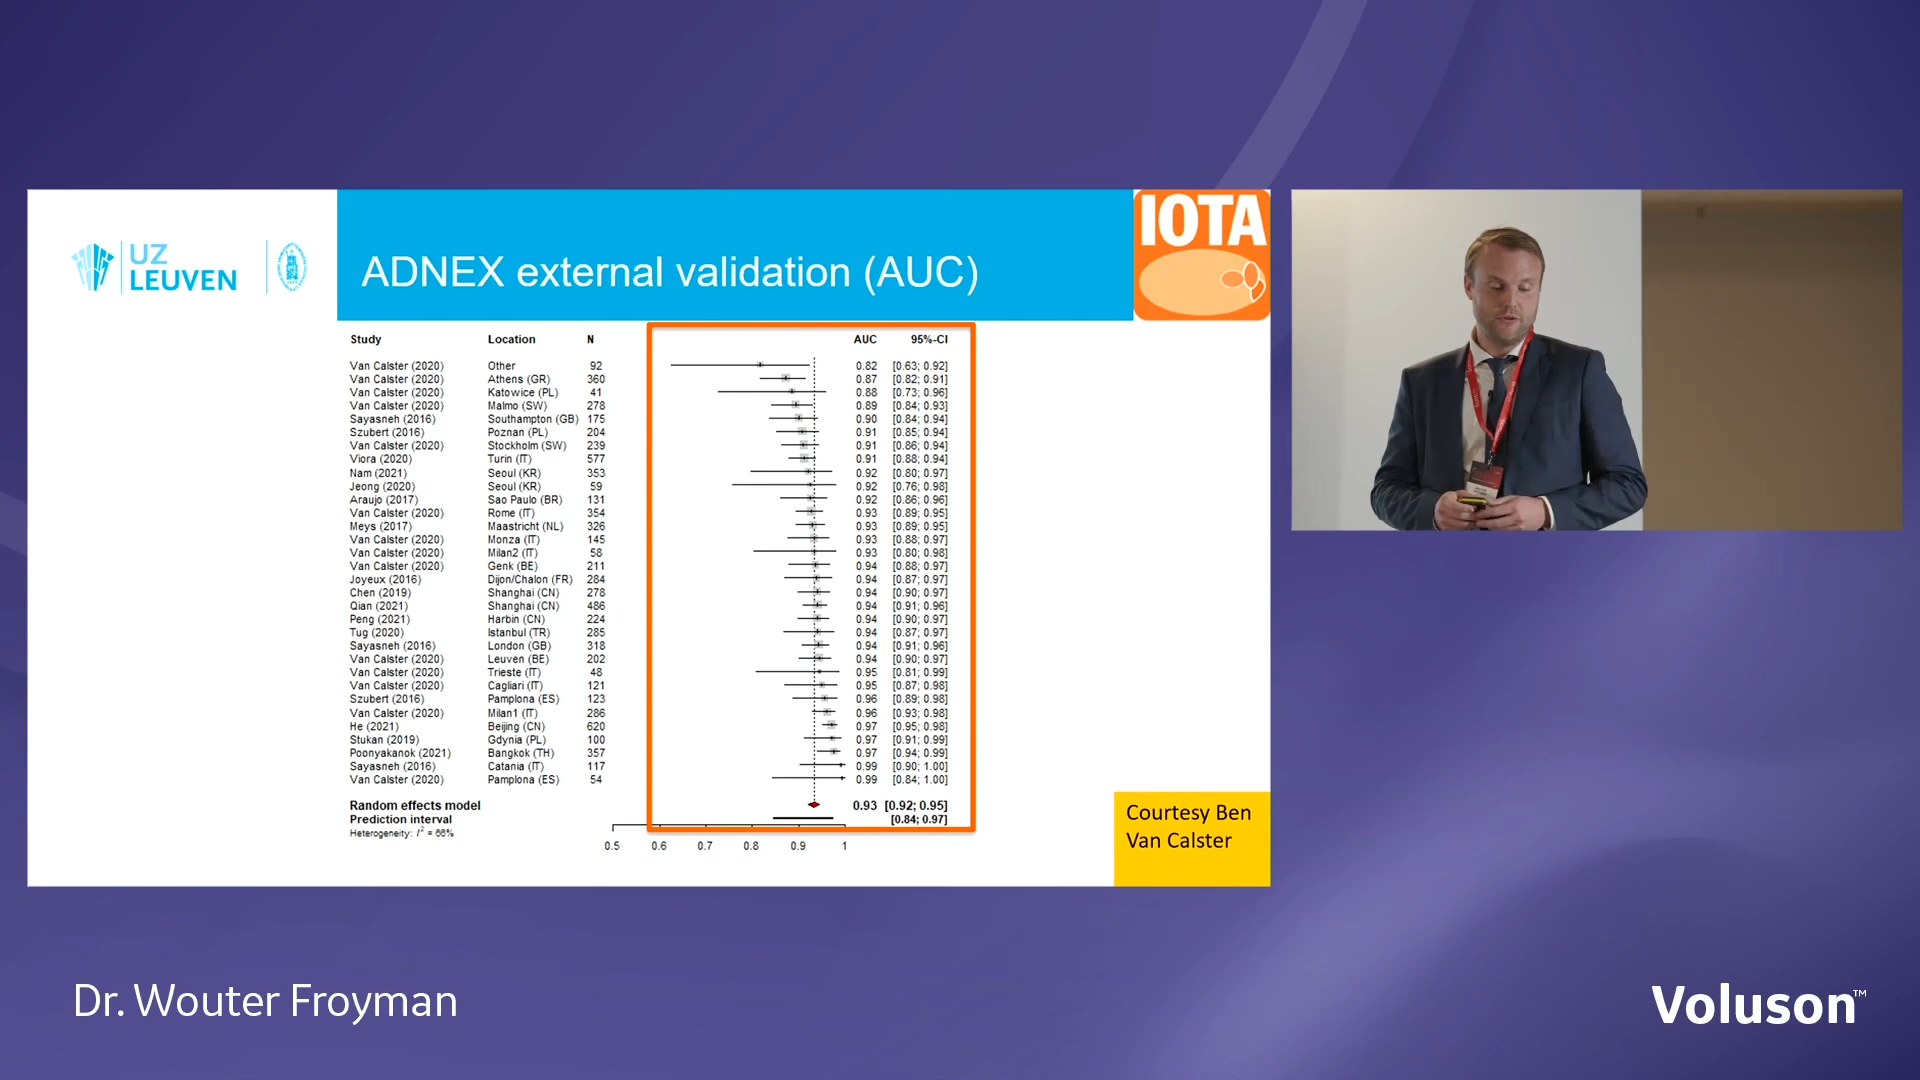 UZ
LEUVEN
ADNEX external validation (AUC)
IOTA
Study Location N AUC 95%-CI
Van Calster (2020) Other 92 0.82 [0.63; 0.92]
Van Calster (2020) Athens (GR) 360 0.87 [0.82; 0.91]
Van Calster (2020) Katowice (PL) 41 0.88 [0.73; 0.96]
Van Calster (2020) Malmo (SW) 278 0.89 [0.84; 0.93]
Sayasneh (2016) Southampton (GB) 175 0.90 [0.84; 0.94]
Szubert (2016) Poznan (PL) 204 0.91 [0.85; 0.94]
Van Calster (2020) Stockholm (SW) 239 0.91 [0.86; 0.94]
Viora (2020) Turin (IT) 577 0.91 [0.88; 0.94]
Nam (2021) Seoul (KR) 353 0.92 [0.80; 0.97]
Jeong (2020) Seoul (KR) 59 0.92 [0.76; 0.98]
Araujo (2017) Sao Paulo (BR) 131 0.92 [0.86; 0.96]
Van Calster (2020) Rome (IT) 354 0.93 [0.89; 0.95]
Meys (2017) Maastricht (NL) 326 0.93 [0.89; 0.95]
Van Calster (2020) Monza (IT) 145 0.93 [0.88; 0.97]
Van Calster (2020) Milan2 (IT) 58 0.93 [0.80; 0.98]
Van Calster (2020) Genk (BE) 211 0.94 [0.88; 0.97]
Joyeux (2016) Dijon/Chalon (FR) 284 0.94 [0.87; 0.97]
Chen (2019) Shanghai (CN) 278 0.94 [0.90; 0.97]
Qian (2021) Shanghai (CN) 486 0.94 [0.91; 0.96]
Peng (2021) Harbin (CN) 224 0.94 [0.90; 0.97]
Tug (2020) Istanbul (TR) 285 0.94 [0.87; 0.97]
Sayasneh (2016) London (GB) 318 0.94 [0.91; 0.96]
Van Calster (2020) Leuven (BE) 202 0.94 [0.90; 0.97]
Van Calster (2020) Trieste (IT) 48 0.95 [0.81; 0.99]
Van Calster (2020) Cagliari (IT) 121 0.95 [0.87; 0.98]
Szubert (2016) Pamplona (ES) 123 0.96 [0.89; 0.98]
Van Calster (2020) Milan1 (IT) 286 0.96 [0.93; 0.98]
He (2021) Beijing (CN) 620 0.97 [0.95; 0.98]
Stukan (2019) Gdynia (PL) 100 0.97 [0.91; 0.99]
Poonyakanok (2021) Bangkok (TH) 357 0.97 [0.94; 0.99]
Sayasneh (2016) Catania (IT) 117 0.99 [0.90; 1.00]
Van Calster (2020) Pamplona (ES) 54 0.99 [0.84; 1.00]
Random effects model 0.93 [0.92; 0.95]
Prediction interval [0.84; 0.97]
Heterogeneity: I² = 66%
0.5 0.6 0.7 0.8 0.9 1
Courtesy Ben
Van Calster
Dr. Wouter Froyman
Voluson™